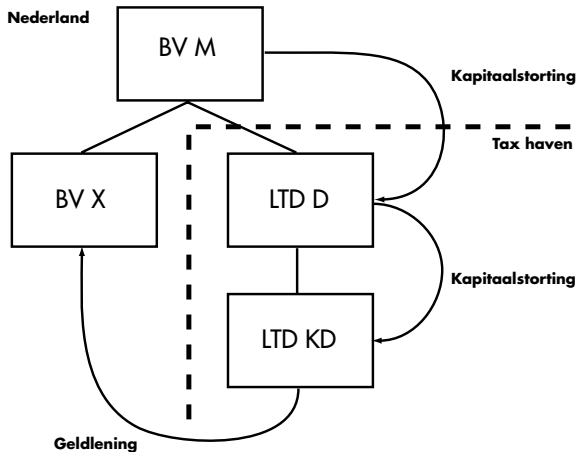 Nederland
BV M
Kapitaalstorting
Tax haven
BV X
LTD D
Kapitaalstorting
LTD KD
Geldlening